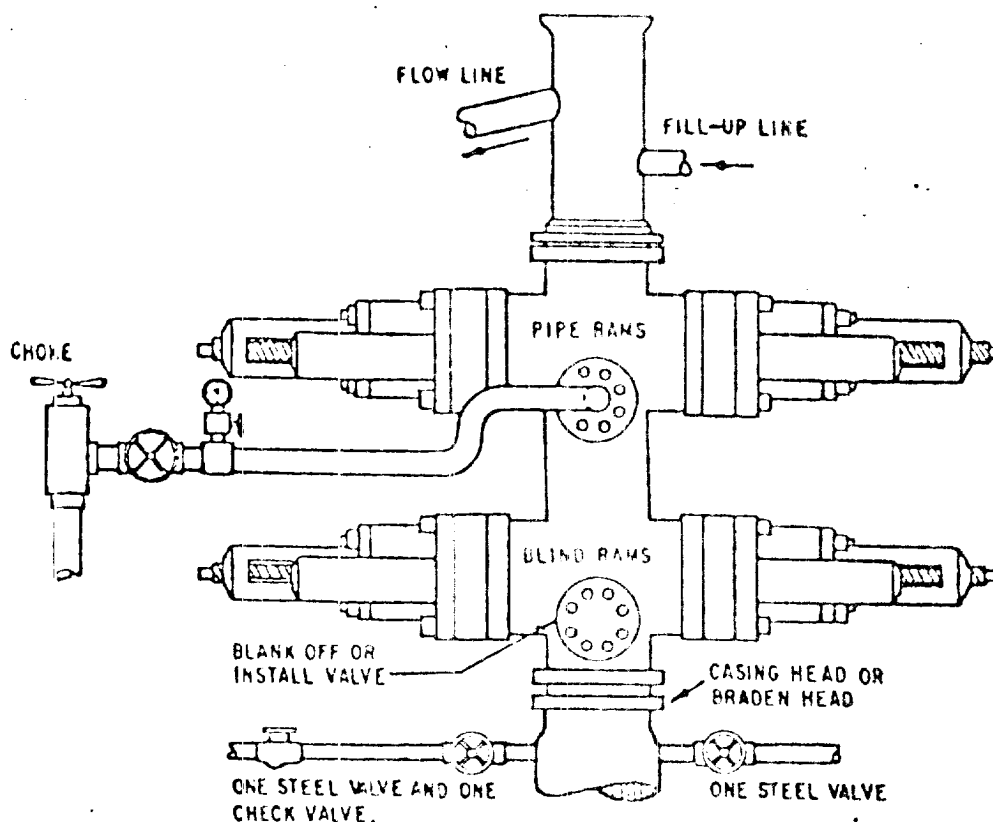 FLOW LINE
FILL-UP LINE
PIPE RAMS
CHOKE
BLIND RAMS
BLANK OFF OR
INSTALL VALVE
CASING HEAD OR
BRADEN HEAD
ONE STEEL VALVE AND ONE
CHECK VALVE.
ONE STEEL VALVE